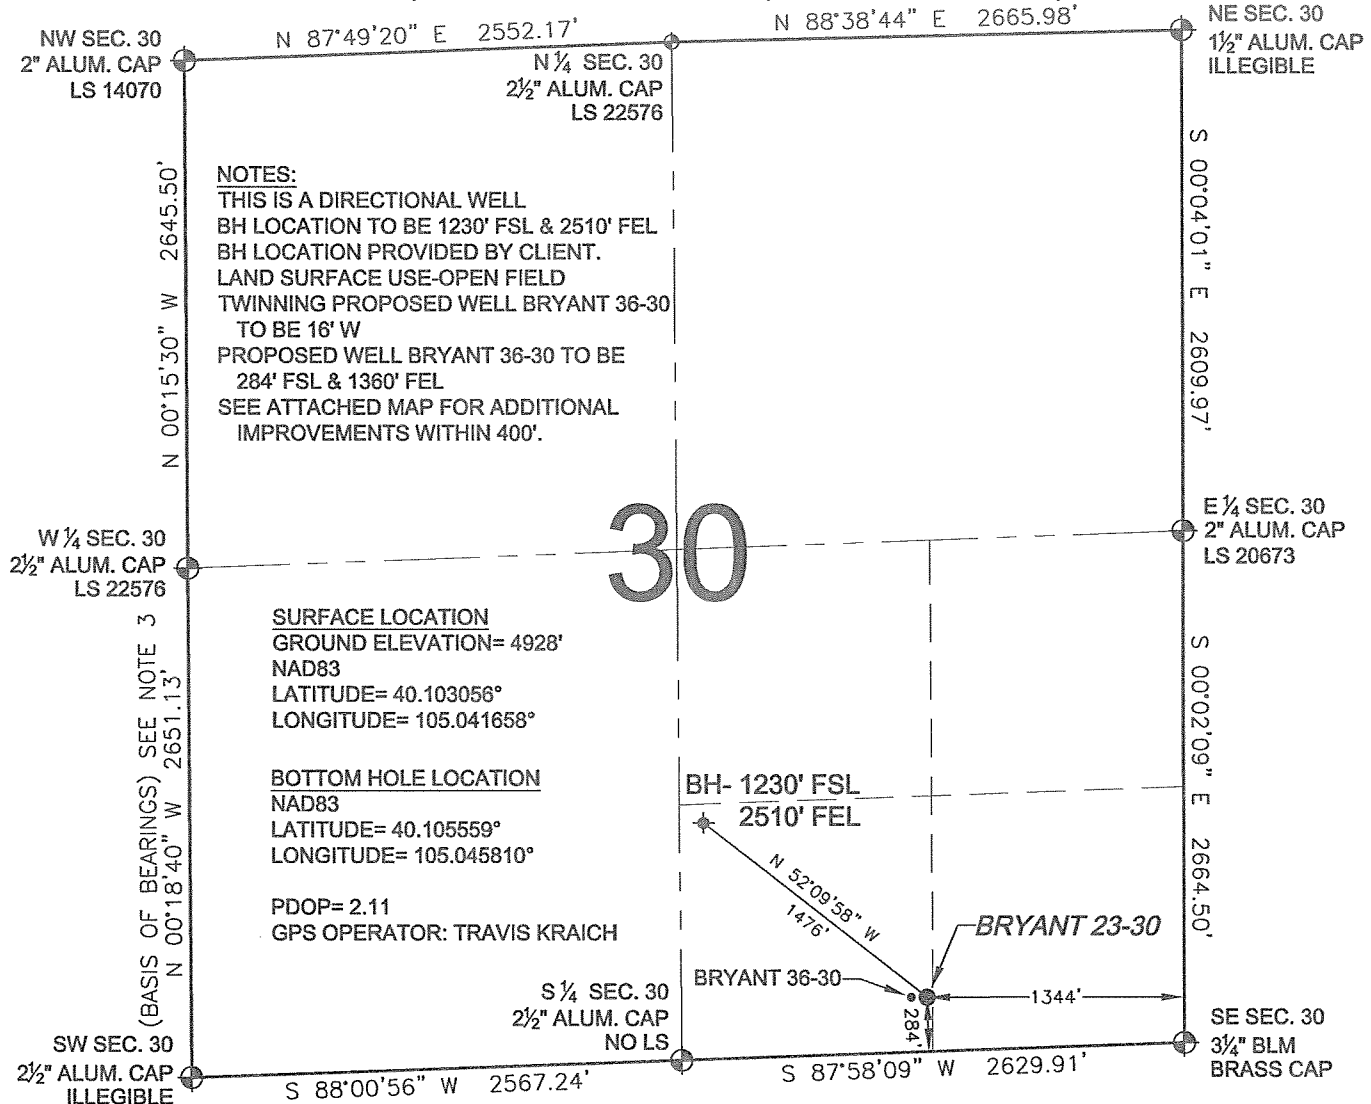 N 87°49'20" E 2552.17'
N 88°38'44" E 2665.98'
NW SEC. 30
2" ALUM. CAP
LS 14070
N ¼ SEC. 30
2½" ALUM. CAP
LS 22576
NE SEC. 30
1½" ALUM. CAP
ILLEGIBLE
N 00°15'30" W 2645.50'
S 00°04'01" E 2609.97'
NOTES:
THIS IS A DIRECTIONAL WELL
BH LOCATION TO BE 1230' FSL & 2510' FEL
BH LOCATION PROVIDED BY CLIENT.
LAND SURFACE USE-OPEN FIELD
TWINNING PROPOSED WELL BRYANT 36-30
TO BE 16' W
PROPOSED WELL BRYANT 36-30 TO BE
284' FSL & 1360' FEL
SEE ATTACHED MAP FOR ADDITIONAL
IMPROVEMENTS WITHIN 400'.
30
W ¼ SEC. 30
2½" ALUM. CAP
LS 22576
E ¼ SEC. 30
2" ALUM. CAP
LS 20673
(BASIS OF BEARINGS) SEE NOTE 3
N 00°18'40" W 2651.13'
S 00°02'09" E 2664.50'
SURFACE LOCATION
GROUND ELEVATION= 4928'
NAD83
LATITUDE= 40.103056°
LONGITUDE= 105.041658°
BOTTOM HOLE LOCATION
NAD83
LATITUDE= 40.105559°
LONGITUDE= 105.045810°
PDOP= 2.11
GPS OPERATOR: TRAVIS KRAICH
BH- 1230' FSL
2510' FEL
N 52°09'58" W
1476'
BRYANT 23-30
BRYANT 36-30
1344'
284'
SW SEC. 30
2½" ALUM. CAP
ILLEGIBLE
S ¼ SEC. 30
2½" ALUM. CAP
NO LS
SE SEC. 30
3¼" BLM
BRASS CAP
S 88°00'56" W 2567.24'
S 87°58'09" W 2629.91'